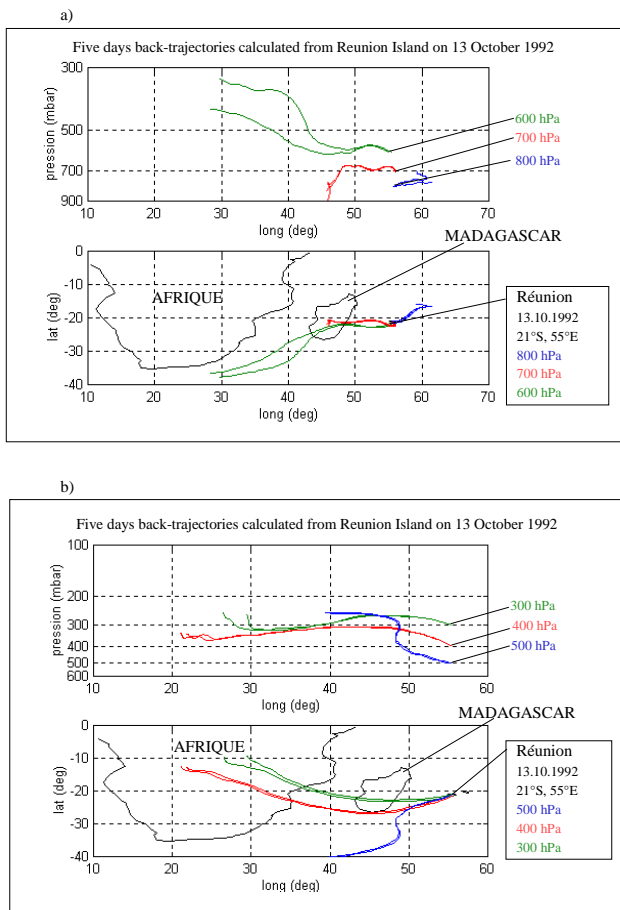 a)
Five days back-trajectories calculated from Reunion Island on 13 October 1992
300
500
700
900
pression (mbar)
10 20 30 40 50 60 70
long (deg)
600 hPa
700 hPa
800 hPa
MADAGASCAR
0
-10
-20
-30
-40
lat (deg)
AFRIQUE
10 20 30 40 50 60 70
long (deg)
Réunion
13.10.1992
21°S, 55°E
800 hPa
700 hPa
600 hPa
b)
Five days back-trajectories calculated from Reunion Island on 13 October 1992
100
200
300
400
500
600
pression (mbar)
10 20 30 40 50 60
long (deg)
300 hPa
400 hPa
500 hPa
MADAGASCAR
0
-10
-20
-30
-40
lat (deg)
AFRIQUE
10 20 30 40 50 60
long (deg)
Réunion
13.10.1992
21°S, 55°E
500 hPa
400 hPa
300 hPa